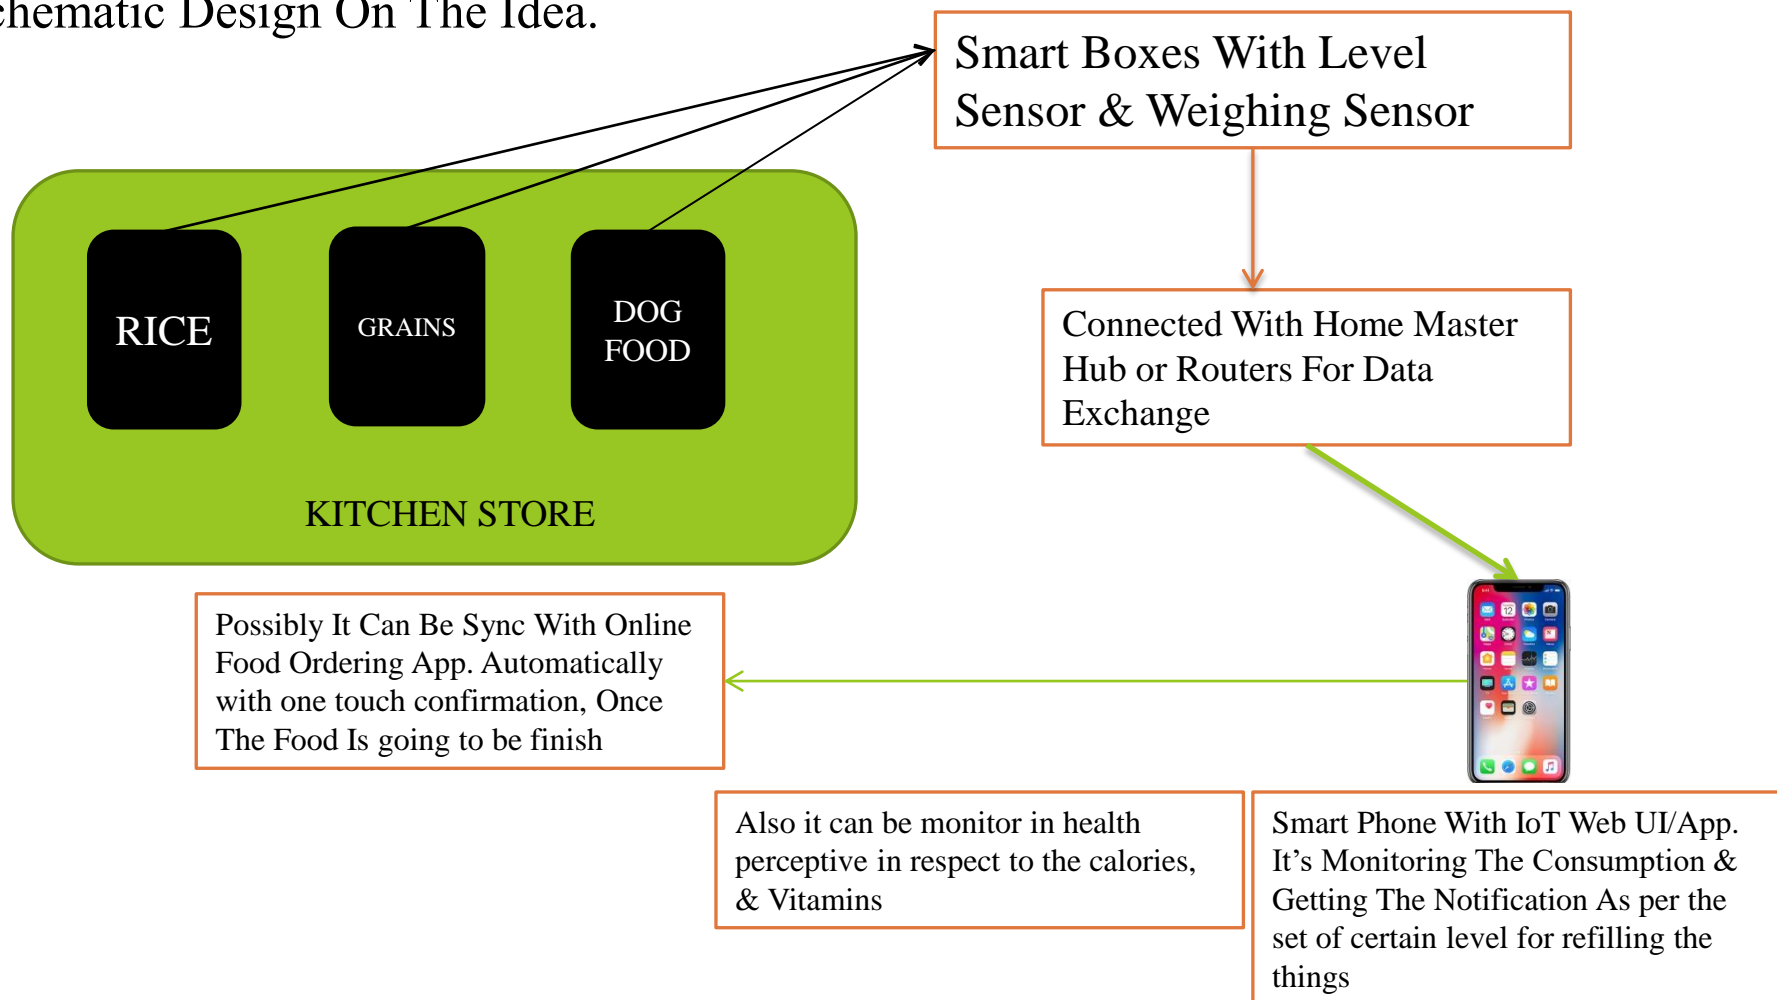 chematic Design On The Idea.
Smart Boxes With Level
Sensor & Weighing Sensor
RICE
GRAINS
DOG
FOOD
KITCHEN STORE
Connected With Home Master
Hub or Routers For Data
Exchange
Possibly It Can Be Sync With Online
Food Ordering App. Automatically
with one touch confirmation, Once
The Food Is going to be finish
Also it can be monitor in health
perceptive in respect to the calories,
& Vitamins
Smart Phone With IoT Web UI/App.
It’s Monitoring The Consumption &
Getting The Notification As per the
set of certain level for refilling the
things